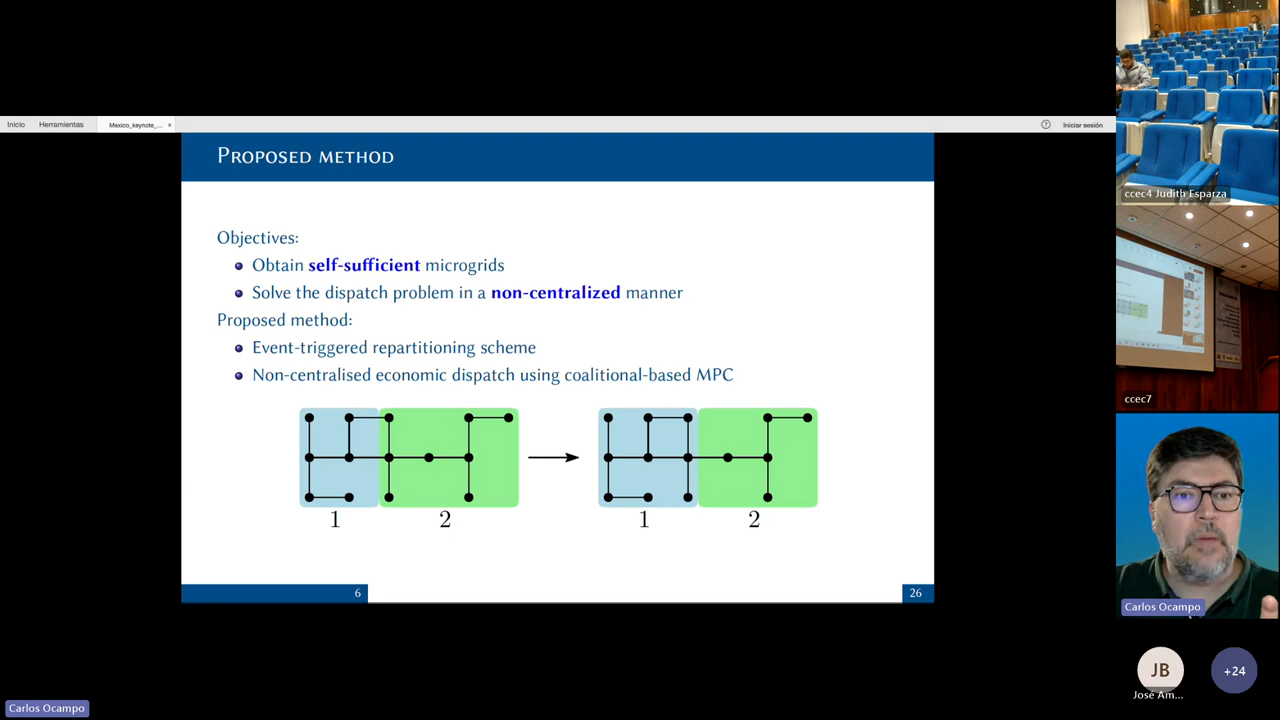 Inicio
Herramientas
Mexico_keynote_...
×
?
Iniciar sesión
PROPOSED METHOD
Objectives:
Obtain self-sufficient microgrids
Solve the dispatch problem in a non-centralized manner
Proposed method:
Event-triggered repartitioning scheme
Non-centralised economic dispatch using coalitional-based MPC
1
2
1
2
6
26
ccec4 Judith Esparza
ccec7
Carlos Ocampo
JB
José Am...
+24
Carlos Ocampo